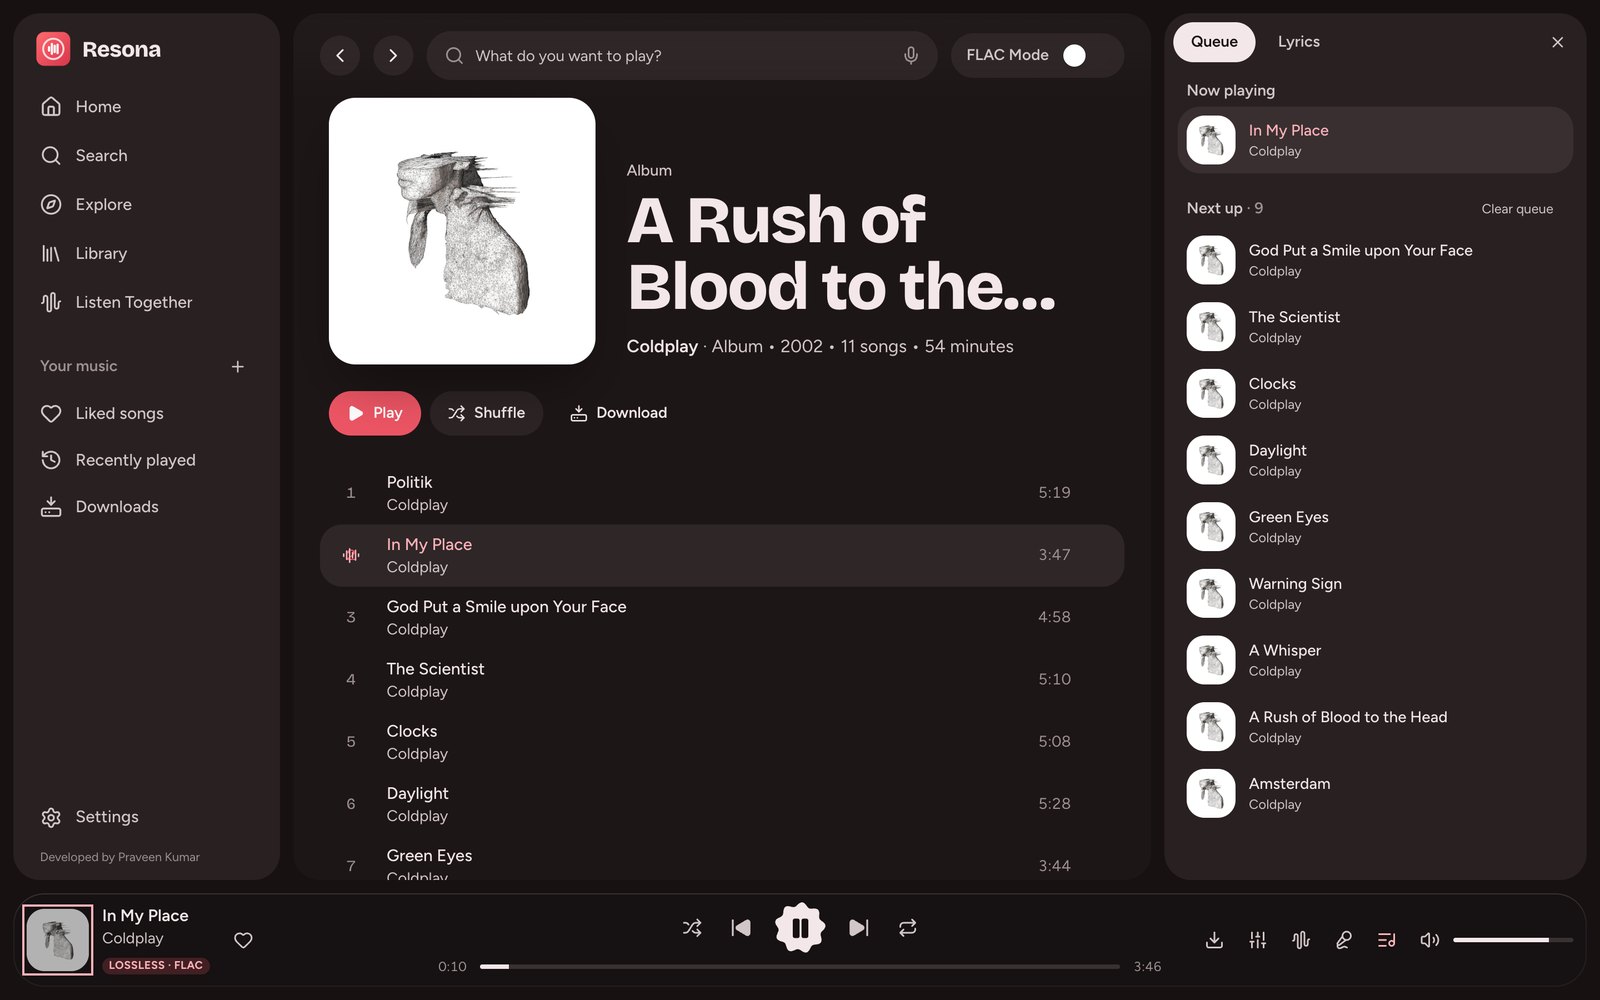 Resona
Home
Search
Explore
Library
Listen Together
Your music
Liked songs
Recently played
Downloads
Settings
Developed by Praveen Kumar
What do you want to play?
FLAC Mode
Album
A Rush of
Blood to the...
Coldplay · Album • 2002 • 11 songs • 54 minutes
Play
Shuffle
Download
1 Politik 5:19
Coldplay
In My Place 3:47
Coldplay
3 God Put a Smile upon Your Face 4:58
Coldplay
4 The Scientist 5:10
Coldplay
5 Clocks 5:08
Coldplay
6 Daylight 5:28
Coldplay
7 Green Eyes 3:44
Coldplay
Queue Lyrics
Now playing
In My Place
Coldplay
Next up · 9 Clear queue
God Put a Smile upon Your Face
Coldplay
The Scientist
Coldplay
Clocks
Coldplay
Daylight
Coldplay
Green Eyes
Coldplay
Warning Sign
Coldplay
A Whisper
Coldplay
A Rush of Blood to the Head
Coldplay
Amsterdam
Coldplay
In My Place
Coldplay
LOSSLESS · FLAC
0:10 3:46